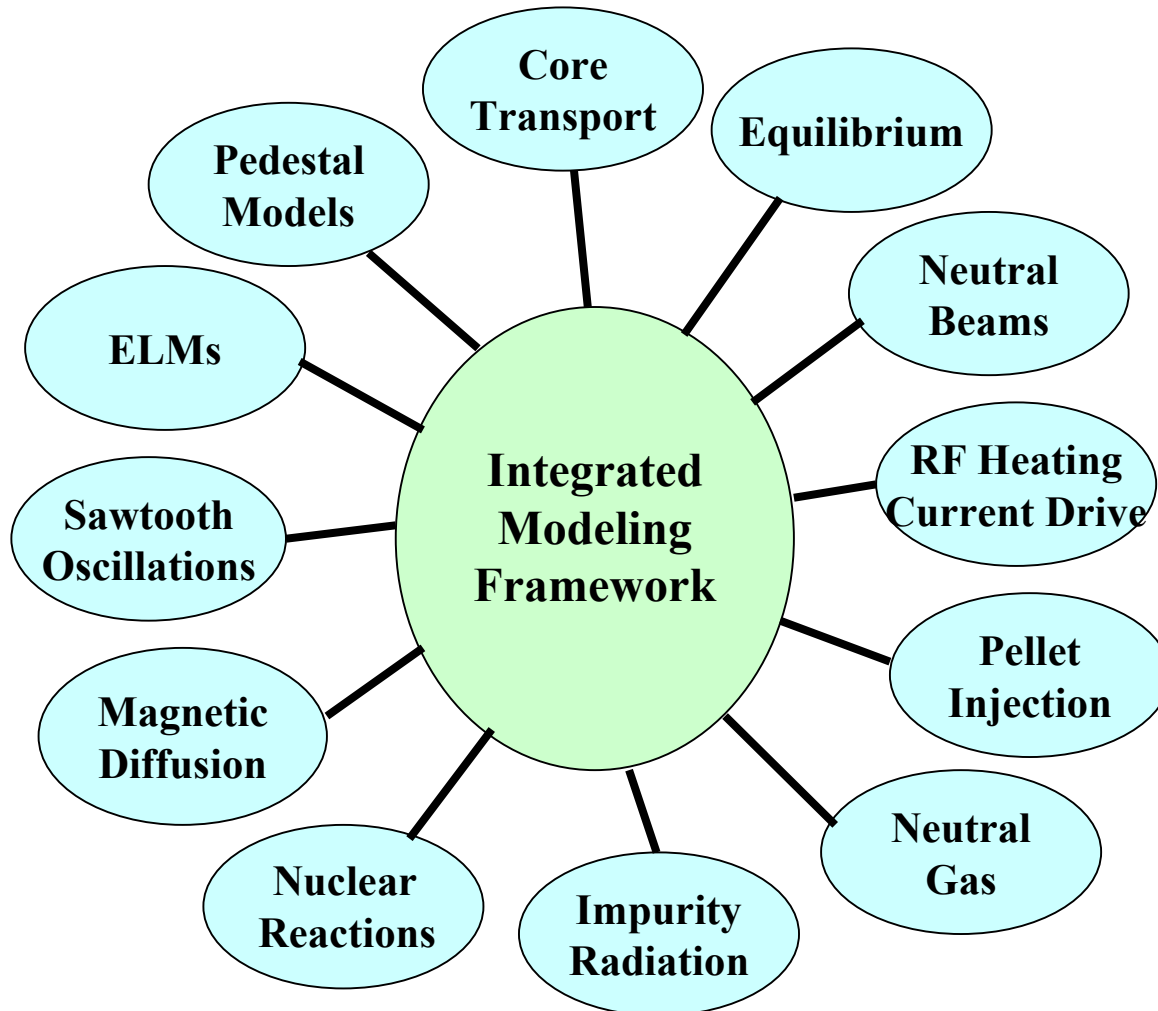 Core
Transport
Equilibrium
Pedestal
Models
Neutral
Beams
ELMs
RF Heating
Current Drive
Integrated
Modeling
Framework
Sawtooth
Oscillations
Pellet
Injection
Magnetic
Diffusion
Neutral
Gas
Nuclear
Reactions
Impurity
Radiation